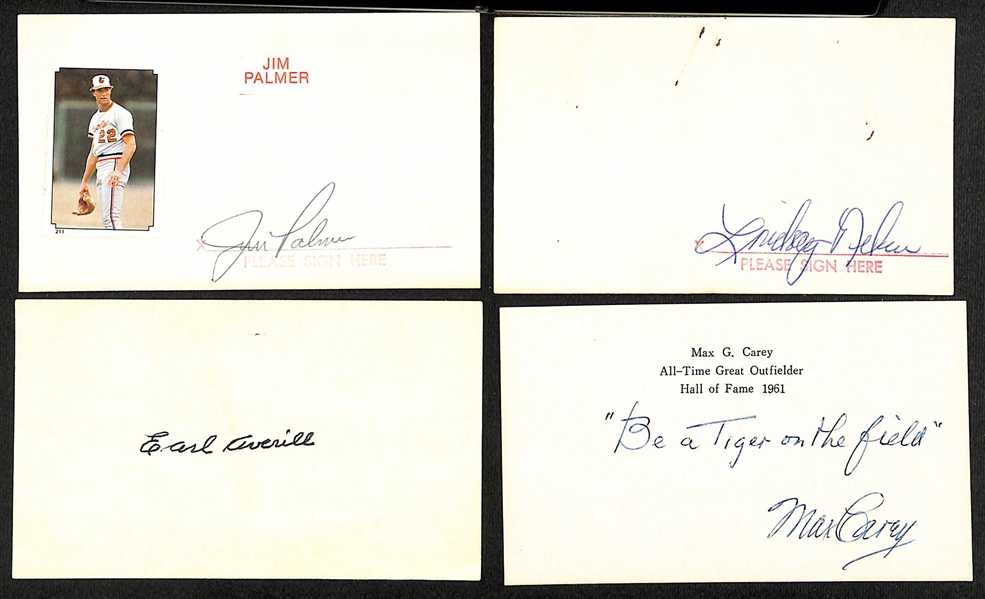 JIM
PALMER
22
211
Jim Palmer
X
PLEASE SIGN HERE
Lindsey Nelson
X
PLEASE SIGN HERE
Earl Averill
Max G. Carey
All-Time Great Outfielder
Hall of Fame 1961
"Be a Tiger on the field"
Max Carey